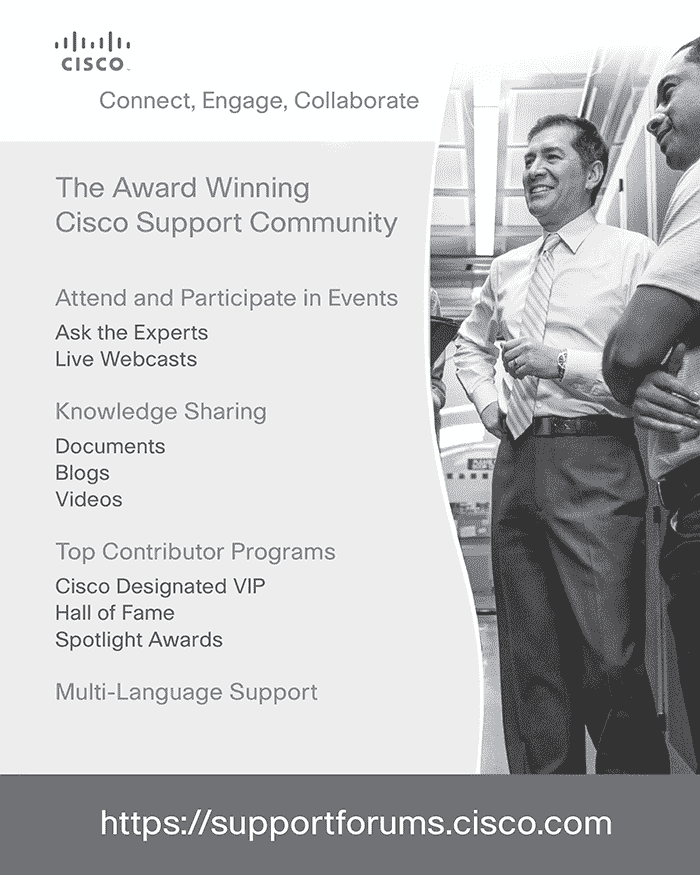 CISCO
Connect, Engage, Collaborate
The Award Winning
Cisco Support Community
Attend and Participate in Events
Ask the Experts
Live Webcasts
Knowledge Sharing
Documents
Blogs
Videos
Top Contributor Programs
Cisco Designated VIP
Hall of Fame
Spotlight Awards
Multi-Language Support
https://supportforums.cisco.com